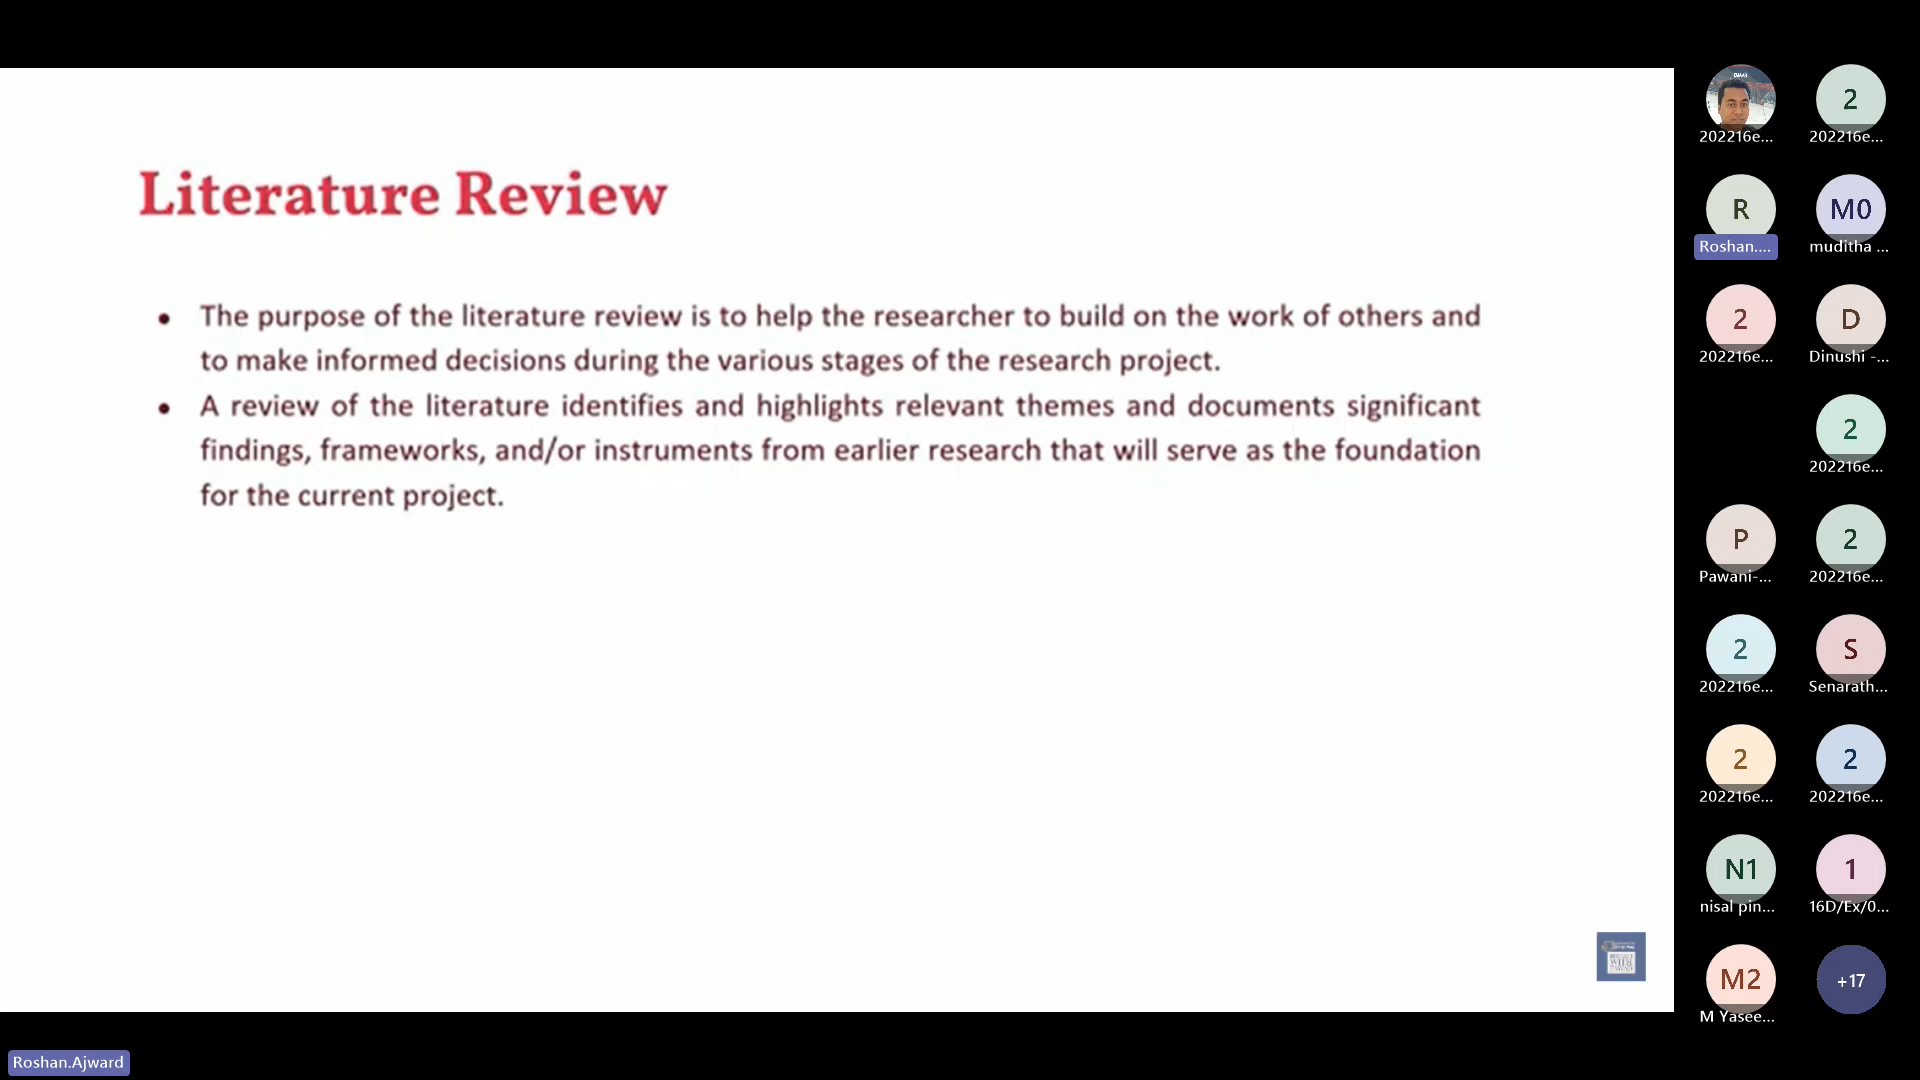 Literature Review
• The purpose of the literature review is to help the researcher to build on the work of others and
to make informed decisions during the various stages of the research project.
• A review of the literature identifies and highlights relevant themes and documents significant
findings, frameworks, and/or instruments from earlier research that will serve as the foundation
for the current project.
2
202216e...
202216e...
R
M0
Roshan....
muditha ...
2
D
202216e...
Dinushi -...
2
202216e...
P
2
Pawani-...
202216e...
2
S
202216e...
Senarath...
2
2
202216e...
202216e...
N1
1
nisal pin...
16D/Ex/0...
M2
+17
M Yasee...
Roshan.Ajward